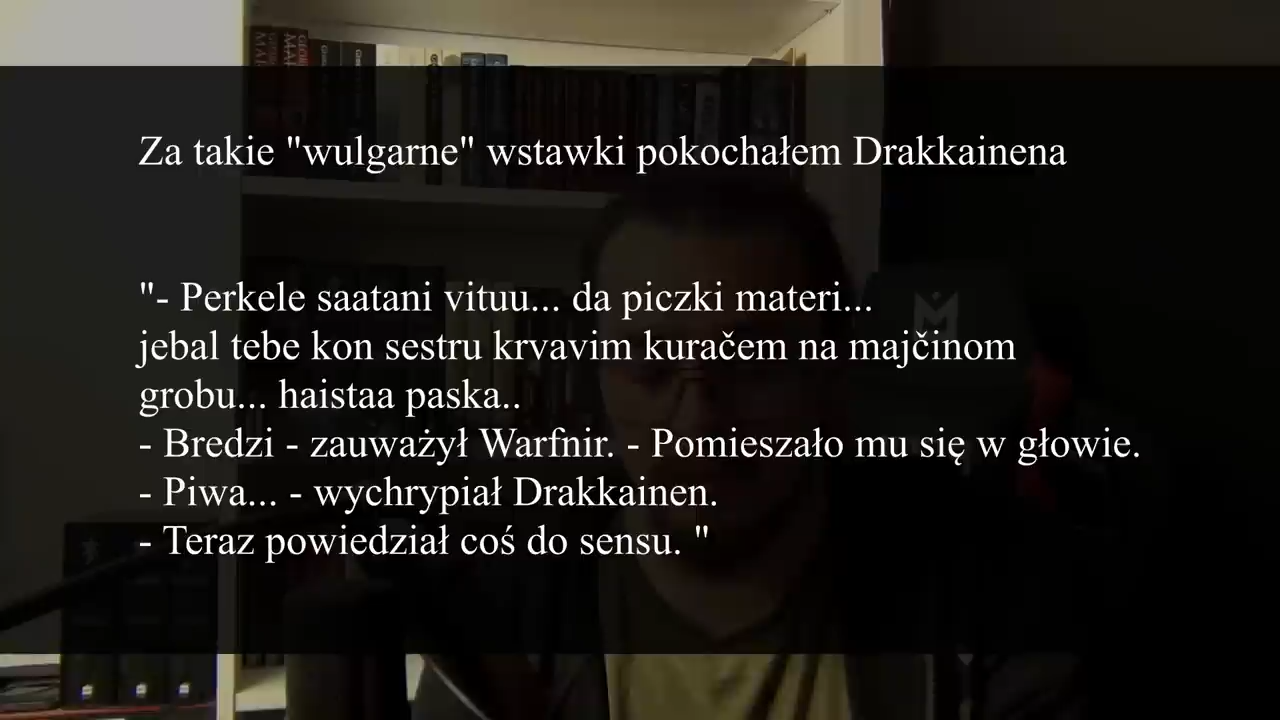 Za takie "wulgarne" wstawki pokochałem Drakkainena
"- Perkele saatani vituu... da piczki materi...
jebal tebe kon sestru krvavim kuračem na majčinom
grobu... haistaa paska..
- Bredzi - zauważył Warfnir. - Pomieszało mu się w głowie.
- Piwa... - wychrypiał Drakkainen.
- Teraz powiedział coś do sensu. "